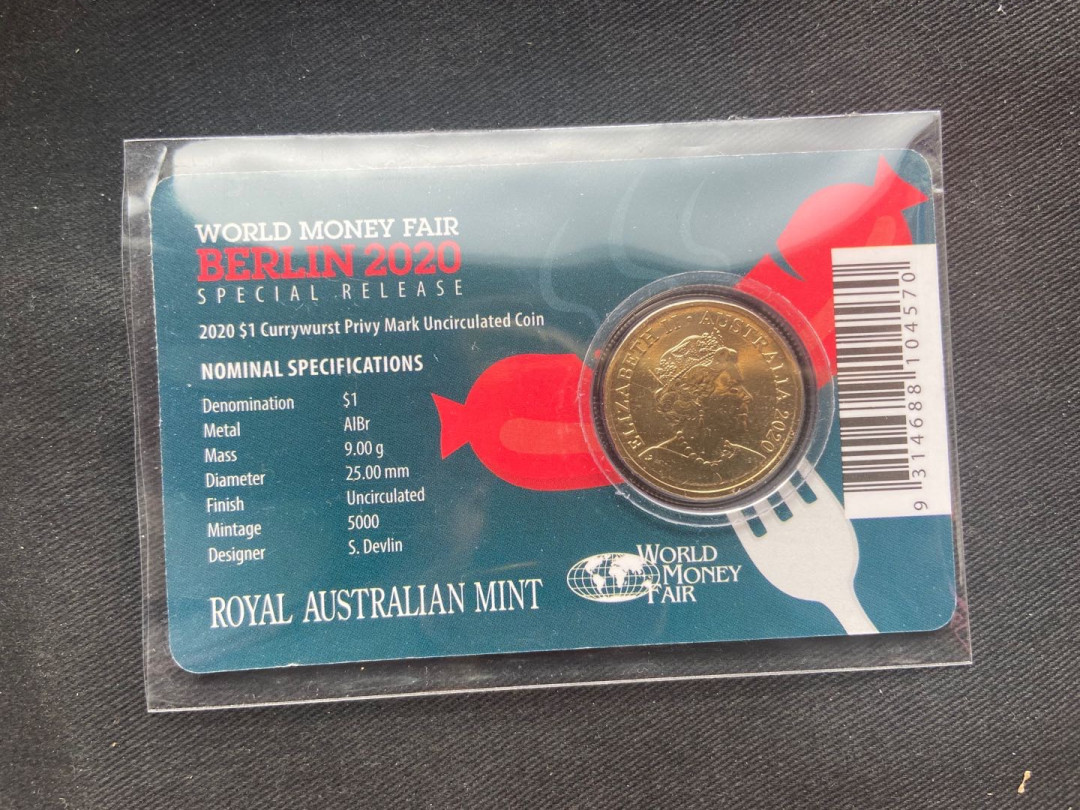 WORLD MONEY FAIR
BERLIN 2020
SPECIAL RELEASE
2020 $1 Currywurst Privy Mark Uncirculated Coin
NOMINAL SPECIFICATIONS
Denomination $1
Metal AlBr
Mass 9.00 g
Diameter 25.00 mm
Finish Uncirculated
Mintage 5000
Designer S. Devlin
ROYAL AUSTRALIAN MINT
WORLD
MONEY
FAIR
ELIZABETH II · AUSTRALIA 2020
9 314688 104570